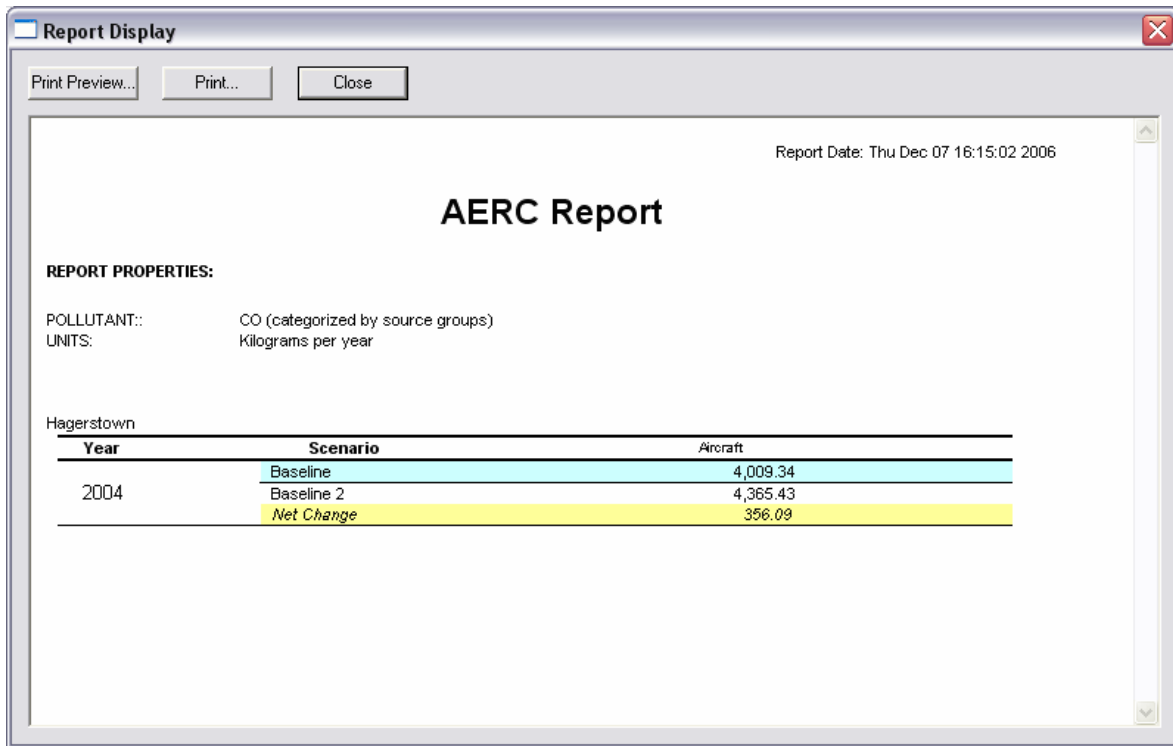 Report Display
Print Preview... Print... Close
Report Date: Thu Dec 07 16:15:02 2006
AERC Report
REPORT PROPERTIES:
POLLUTANT:: CO (categorized by source groups)
UNITS: Kilograms per year
Hagerstown
Year Scenario Aircraft
Baseline 4,009.34
2004 Baseline 2 4,365.43
Net Change 356.09